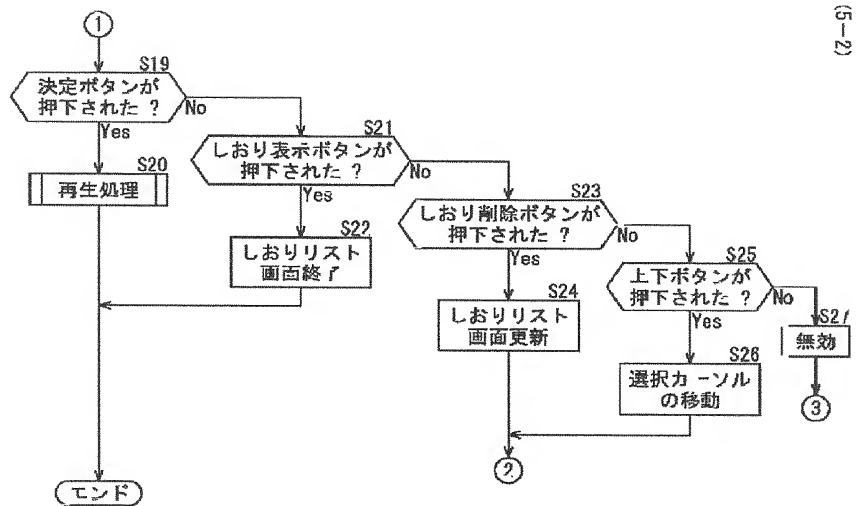 (5-2)
①
S19
決定ボタンが
押下された ?
No
Yes
S20
再生処理
S21
しおり表示ボタンが
押下された ?
No
Yes
S22
しおりリスト
画面終了
S23
しおり削除ボタンが
押下された ?
No
Yes
S24
しおりリスト
画面更新
S25
上下ボタンが
押下された ?
No
Yes
S26
選択カーソル
の移動
S27
無効
③
②
エンド